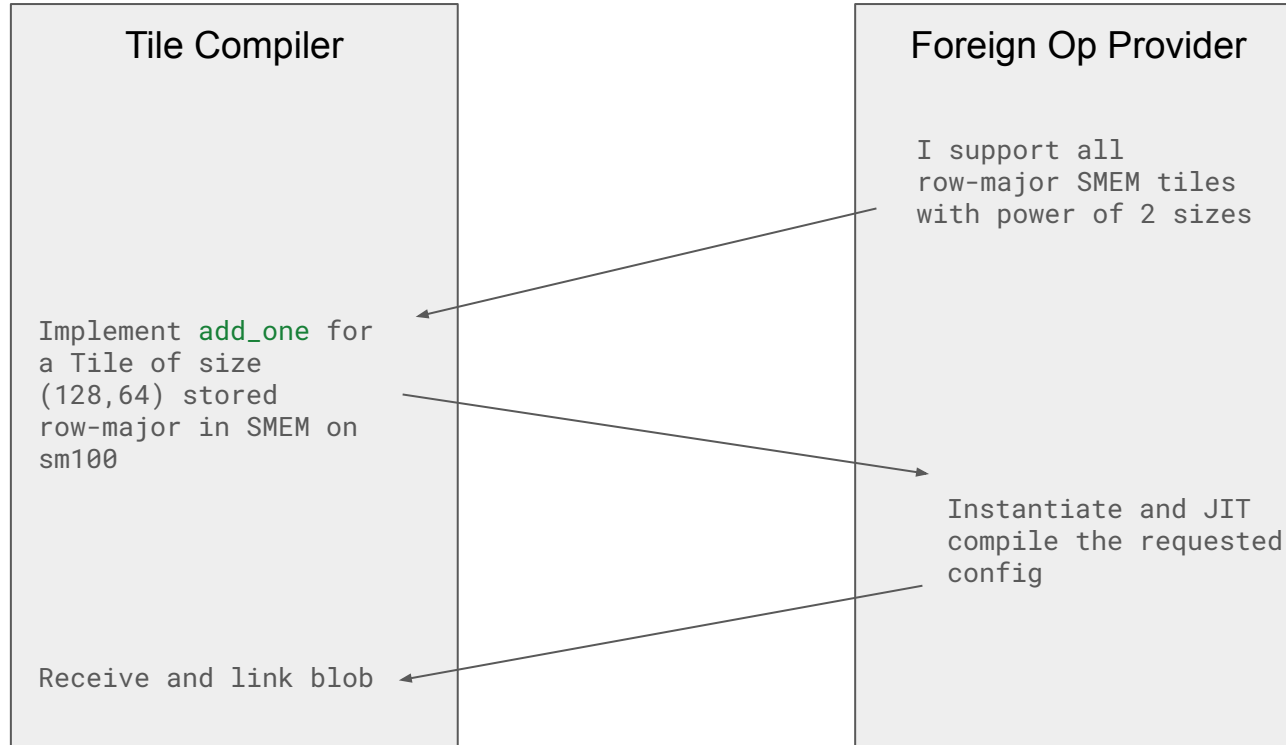 Tile Compiler
Foreign Op Provider
I support all
row-major SMEM tiles
with power of 2 sizes
Implement add_one for
a Tile of size
(128,64) stored
row-major in SMEM on
sm100
Instantiate and JIT
compile the requested
config
Receive and link blob